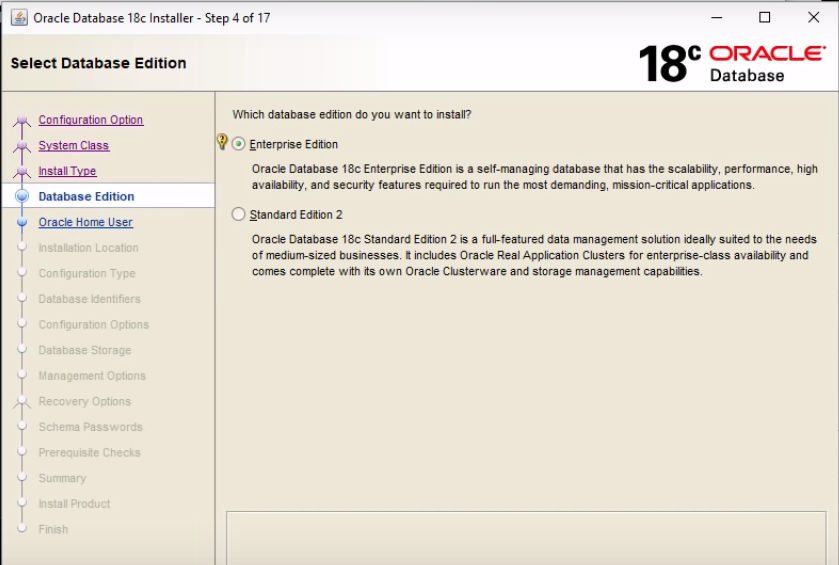 Oracle Database 18c Installer - Step 4 of 17
Select Database Edition
18c ORACLE
Database
Configuration Option
System Class
Install Type
Database Edition
Oracle Home User
Installation Location
Configuration Type
Database Identifiers
Configuration Options
Database Storage
Management Options
Recovery Options
Schema Passwords
Prerequisite Checks
Summary
Install Product
Finish
Which database edition do you want to install?
Enterprise Edition
Oracle Database 18c Enterprise Edition is a self-managing database that has the scalability, performance, high
availability, and security features required to run the most demanding, mission-critical applications.
Standard Edition 2
Oracle Database 18c Standard Edition 2 is a full-featured data management solution ideally suited to the needs
of medium-sized businesses. It includes Oracle Real Application Clusters for enterprise-class availability and
comes complete with its own Oracle Clusterware and storage management capabilities.